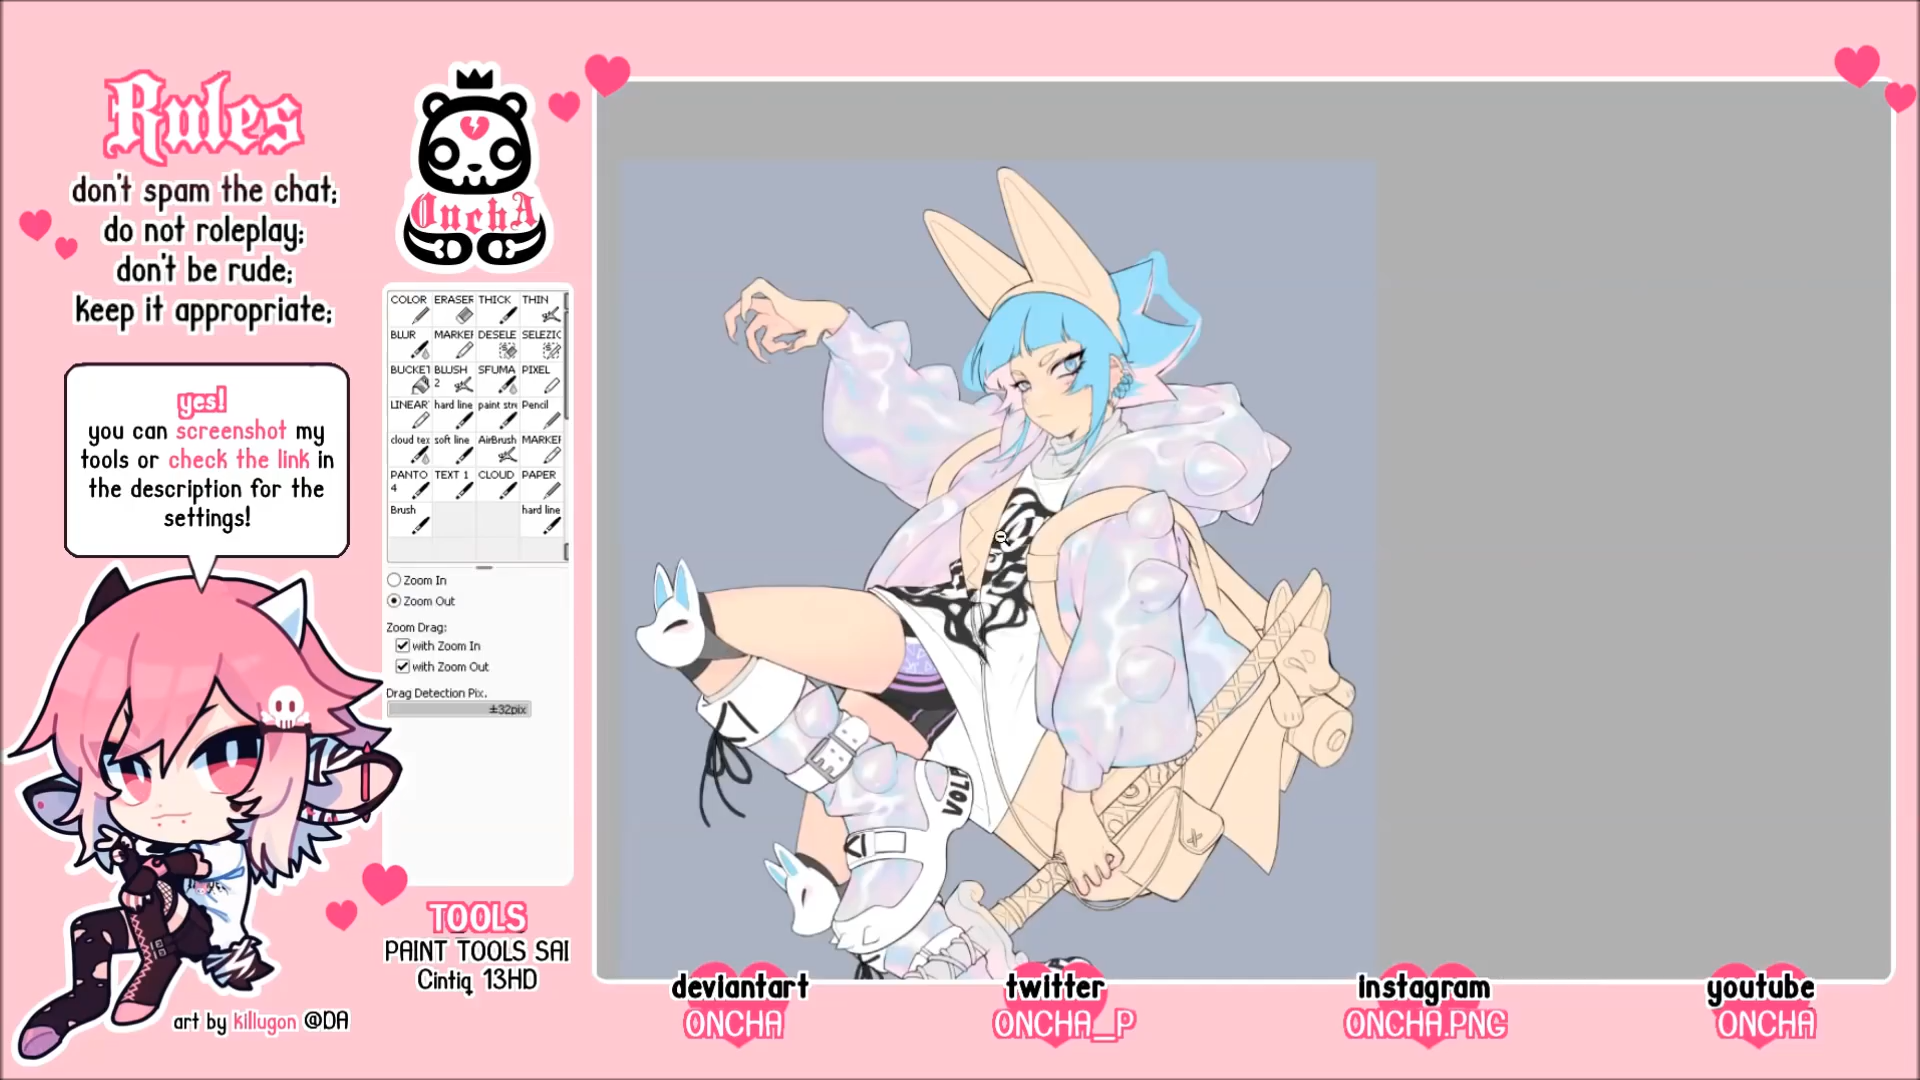 Rules
don't spam the chat;
do not roleplay;
don't be rude;
keep it appropriate;
yes!
you can screenshot my
tools or check the link in
the description for the
settings!
art by killugon @DA
OnchA
COLOR ERASER THICK THIN
BLUR MARKER DESELE SELEZIC
BUCKET BLUSH 2 SFUMA PIXEL
LINEAR hard line paint stre Pencil
cloud tex soft line AirBrush MARKER
PANTO 4 TEXT 1 CLOUD PAPER
Brush hard line
Zoom In
Zoom Out
Zoom Drag:
with Zoom In
with Zoom Out
Drag Detection Pix.
±32pix
TOOLS
PAINT TOOLS SAI
Cintiq 13HD
VOLF
deviantart
ONCHA
twitter
ONCHA_P
instagram
ONCHA.PNG
youtube
ONCHA